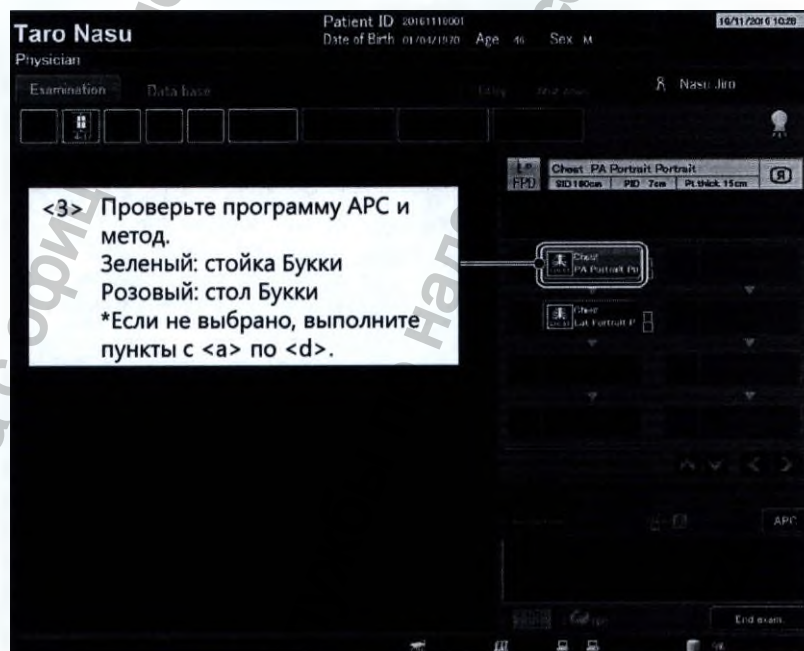 Taro Nasu
Patient ID 20161110001
Date of Birth 01/04/1970 Age 46 Sex M
16/11/2016 10:28
Physician
Examination Data base
Nasu Jiro
FPD
Chest PA Portrait Portrait
SID 180cm PID 7cm Pt.thick. 15cm
R
<3> Проверьте программу APC и
метод.
Зеленый: стойка Букки
Розовый: стол Букки
*Если не выбрано, выполните
пункты с <a> по <d>.
Chest
PA Portrait Po
Chest
Lat Portrait P
APC
End exam.